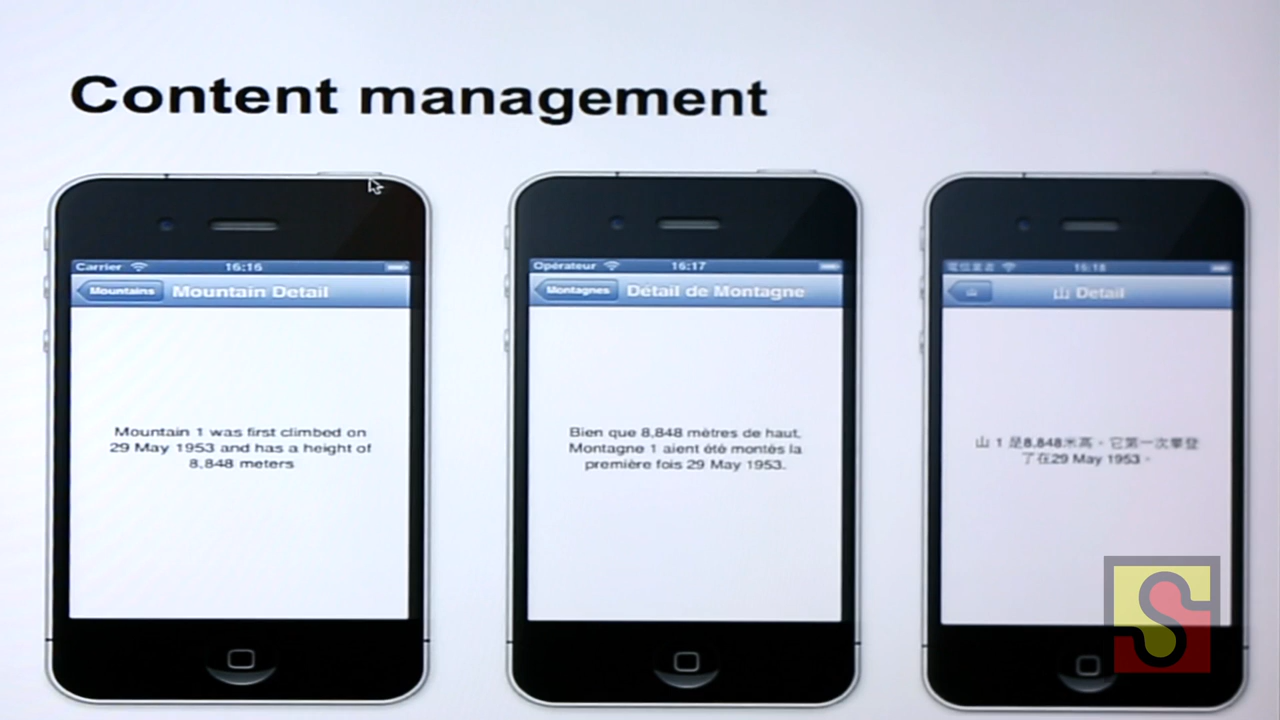 Content management
Carrier 16:16
Mountains Mountain Detail
Mountain 1 was first climbed on
29 May 1953 and has a height of
8,848 meters
Opérateur 16:17
Montagnes Détail de Montagne
Bien que 8,848 mètres de haut,
Montagne 1 aient été montés la
première fois 29 May 1953.
16:18
山 Detail
山 1 是8,848米高。它第一次攀登
了在29 May 1953。
S